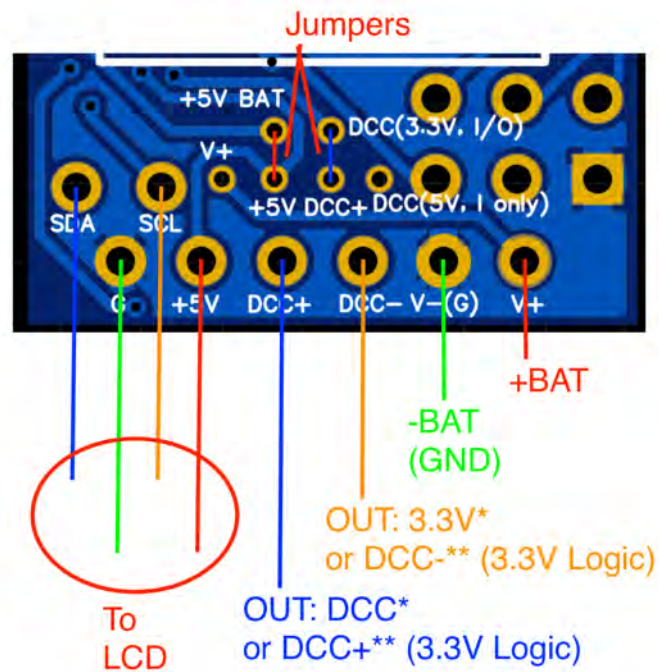 Jumpers
+5V BAT
DCC(3.3V, I/O)
V+
+5V DCC+ DCC(5V, I only)
SDA SCL
G +5V DCC+ DCC- V-(G) V+
+BAT
-BAT
(GND)
OUT: 3.3V*
or DCC-** (3.3V Logic)
To
LCD
OUT: DCC*
or DCC+** (3.3V Logic)